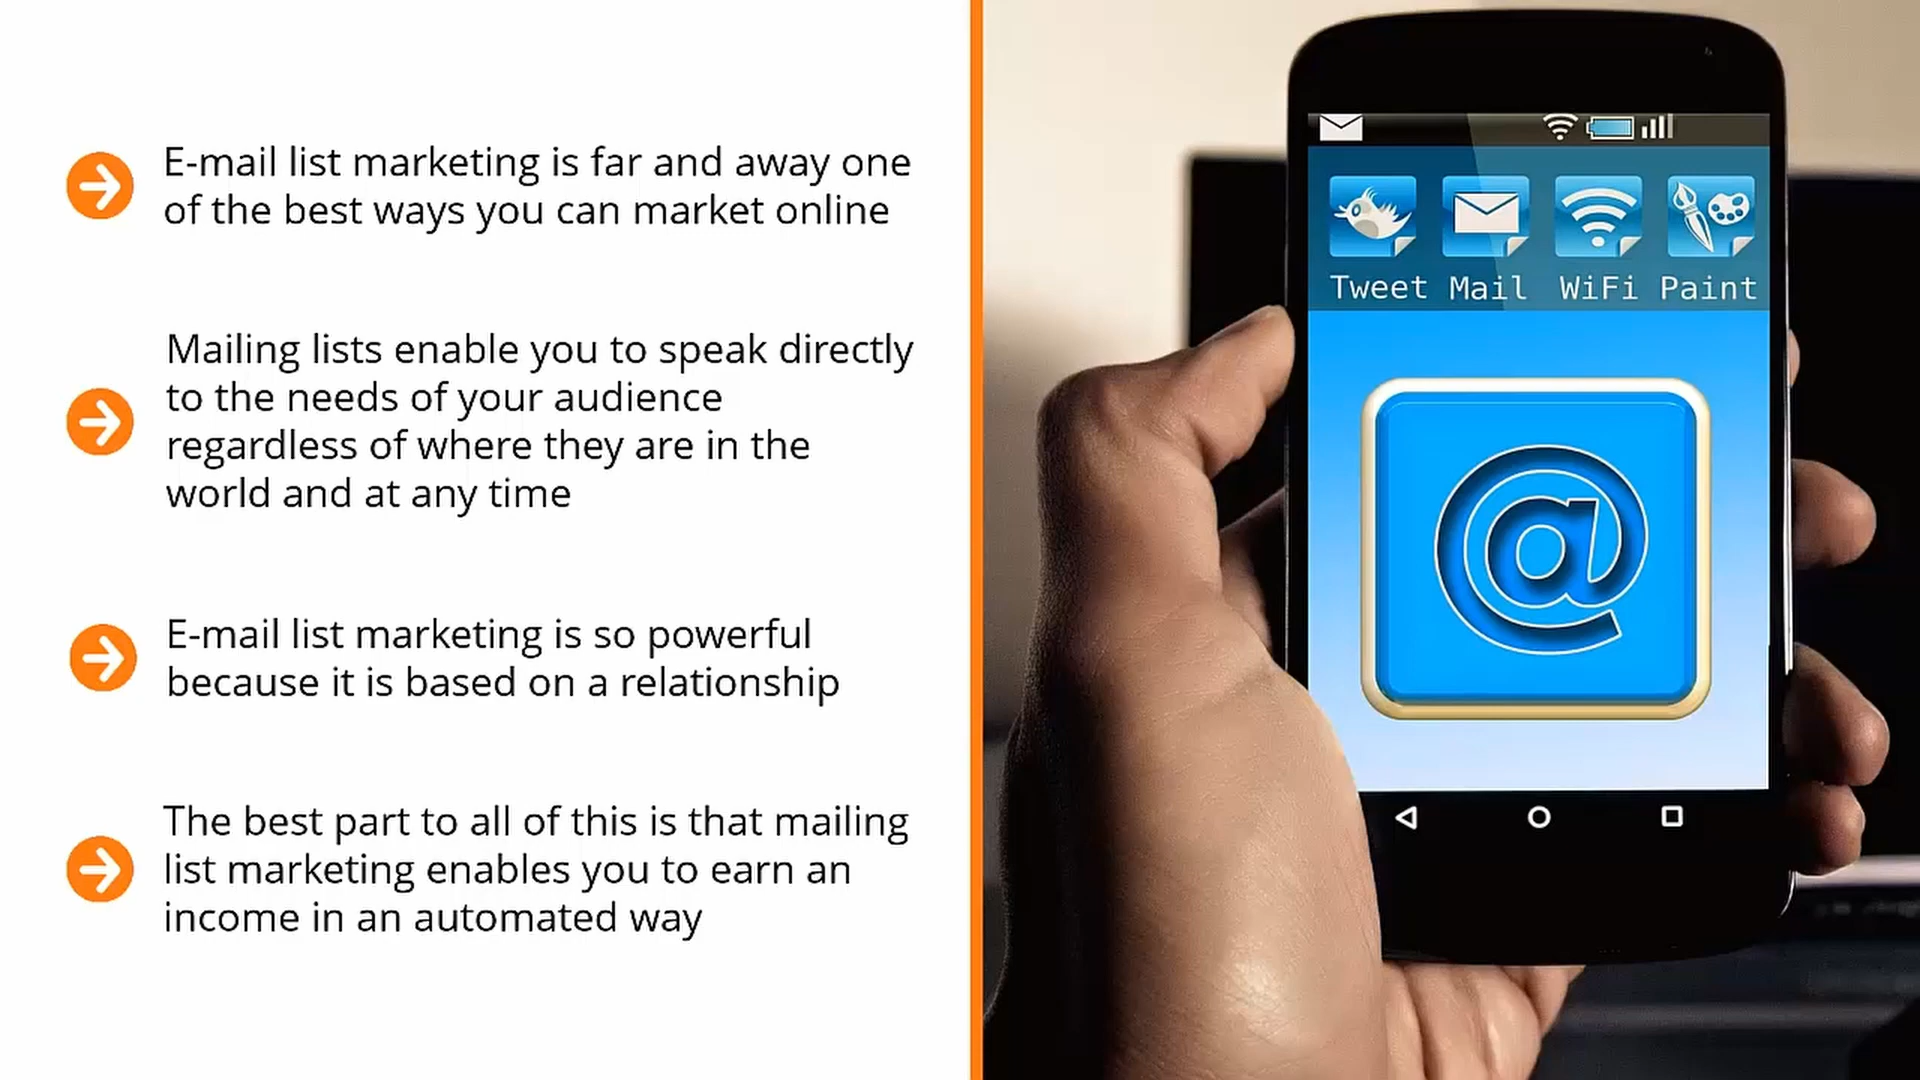 E-mail list marketing is far and away one
of the best ways you can market online
Mailing lists enable you to speak directly
to the needs of your audience
regardless of where they are in the
world and at any time
E-mail list marketing is so powerful
because it is based on a relationship
The best part to all of this is that mailing
list marketing enables you to earn an
income in an automated way
Tweet Mail WiFi Paint
@